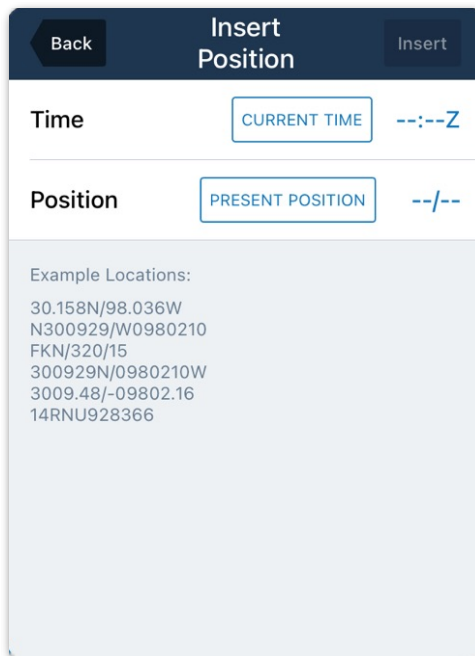 Back
Insert
Position
Insert
Time
CURRENT TIME
--:--Z
Position
PRESENT POSITION
--/--
Example Locations:
30.158N/98.036W
N300929/W0980210
FKN/320/15
300929N/0980210W
3009.48/-09802.16
14RNU928366